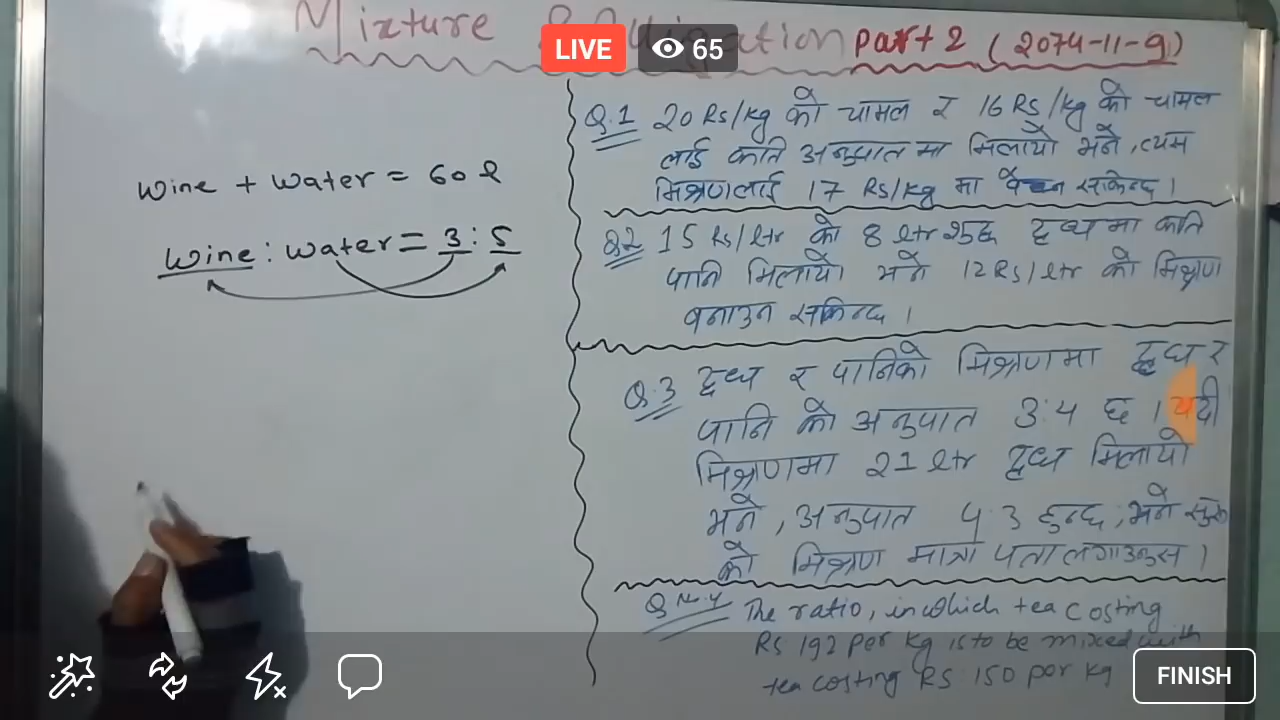 Mixture & Alligation Part 2 (2074-11-9)
LIVE 65
wine + water = 60 l
wine : water = 3 : 5
Q.1 20 Rs/kg को चामल र 16 Rs/kg को चामल
लाई कति अनुपात मा मिलायो भने, त्यस
मिश्रणलाई 17 Rs/kg मा बेच्न सकिन्छ।
Q.2 15 Rs/ltr को 8 ltr शुद्ध दूध मा कति
पानि मिलायो भने 12 Rs/ltr को मिश्रण
बनाउन सकिन्छ।
Q.3 दूध र पानिको मिश्रणमा दूध र
पानि को अनुपात 3:4 छ। यदी
मिश्रणमा 21 ltr दूध मिलायो
भने, अनुपात 4:3 हुन्छ, भने सुरु
को मिश्रण मात्रा पता लगाउनुस।
Q No.4 The ratio, in which tea costing
Rs 192 per kg is to be mixed with
tea costing RS 150 per kg
FINISH